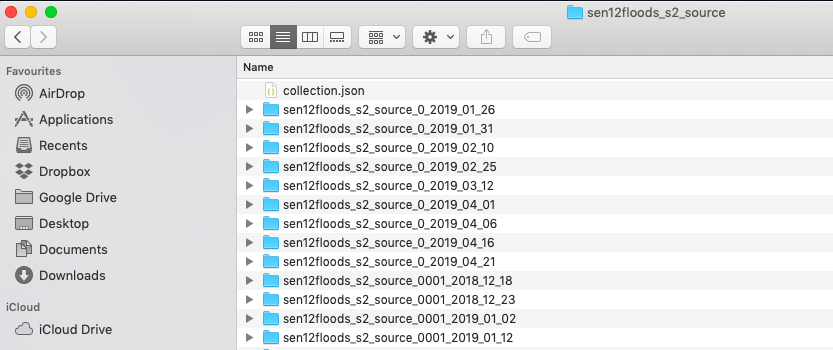 sen12floods_s2_source
Name
Favourites
AirDrop
Applications
Recents
Dropbox
Google Drive
Desktop
Documents
Downloads
iCloud
iCloud Drive
collection.json
sen12floods_s2_source_0_2019_01_26
sen12floods_s2_source_0_2019_01_31
sen12floods_s2_source_0_2019_02_10
sen12floods_s2_source_0_2019_02_25
sen12floods_s2_source_0_2019_03_12
sen12floods_s2_source_0_2019_04_01
sen12floods_s2_source_0_2019_04_06
sen12floods_s2_source_0_2019_04_16
sen12floods_s2_source_0_2019_04_21
sen12floods_s2_source_0001_2018_12_18
sen12floods_s2_source_0001_2018_12_23
sen12floods_s2_source_0001_2019_01_02
sen12floods_s2_source_0001_2019_01_12